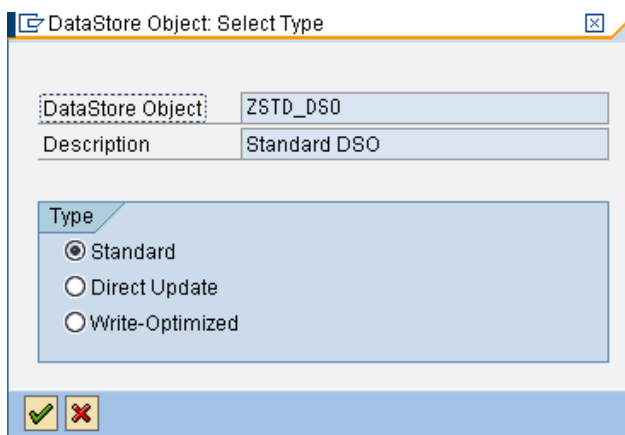 DataStore Object: Select Type
DataStore Object: ZSTD_DSO
Description Standard DSO
Type
Standard
Direct Update
Write-Optimized